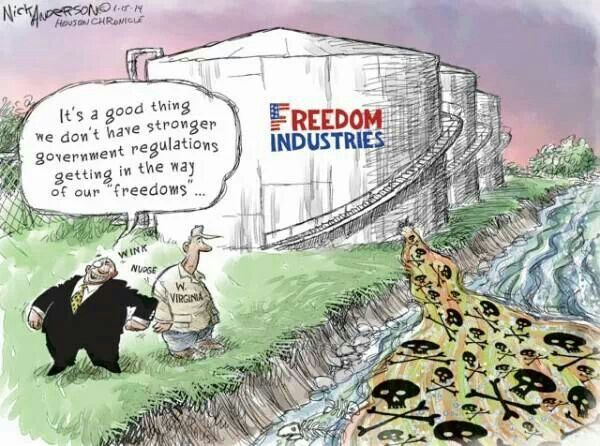 Nick Anderson © 1-15-14
Houston Chronicle
It's a good thing
we don't have stronger
government regulations
getting in the way
of our "freedoms"...
FREEDOM
INDUSTRIES
WINK
NUDGE
W.
VIRGINIA